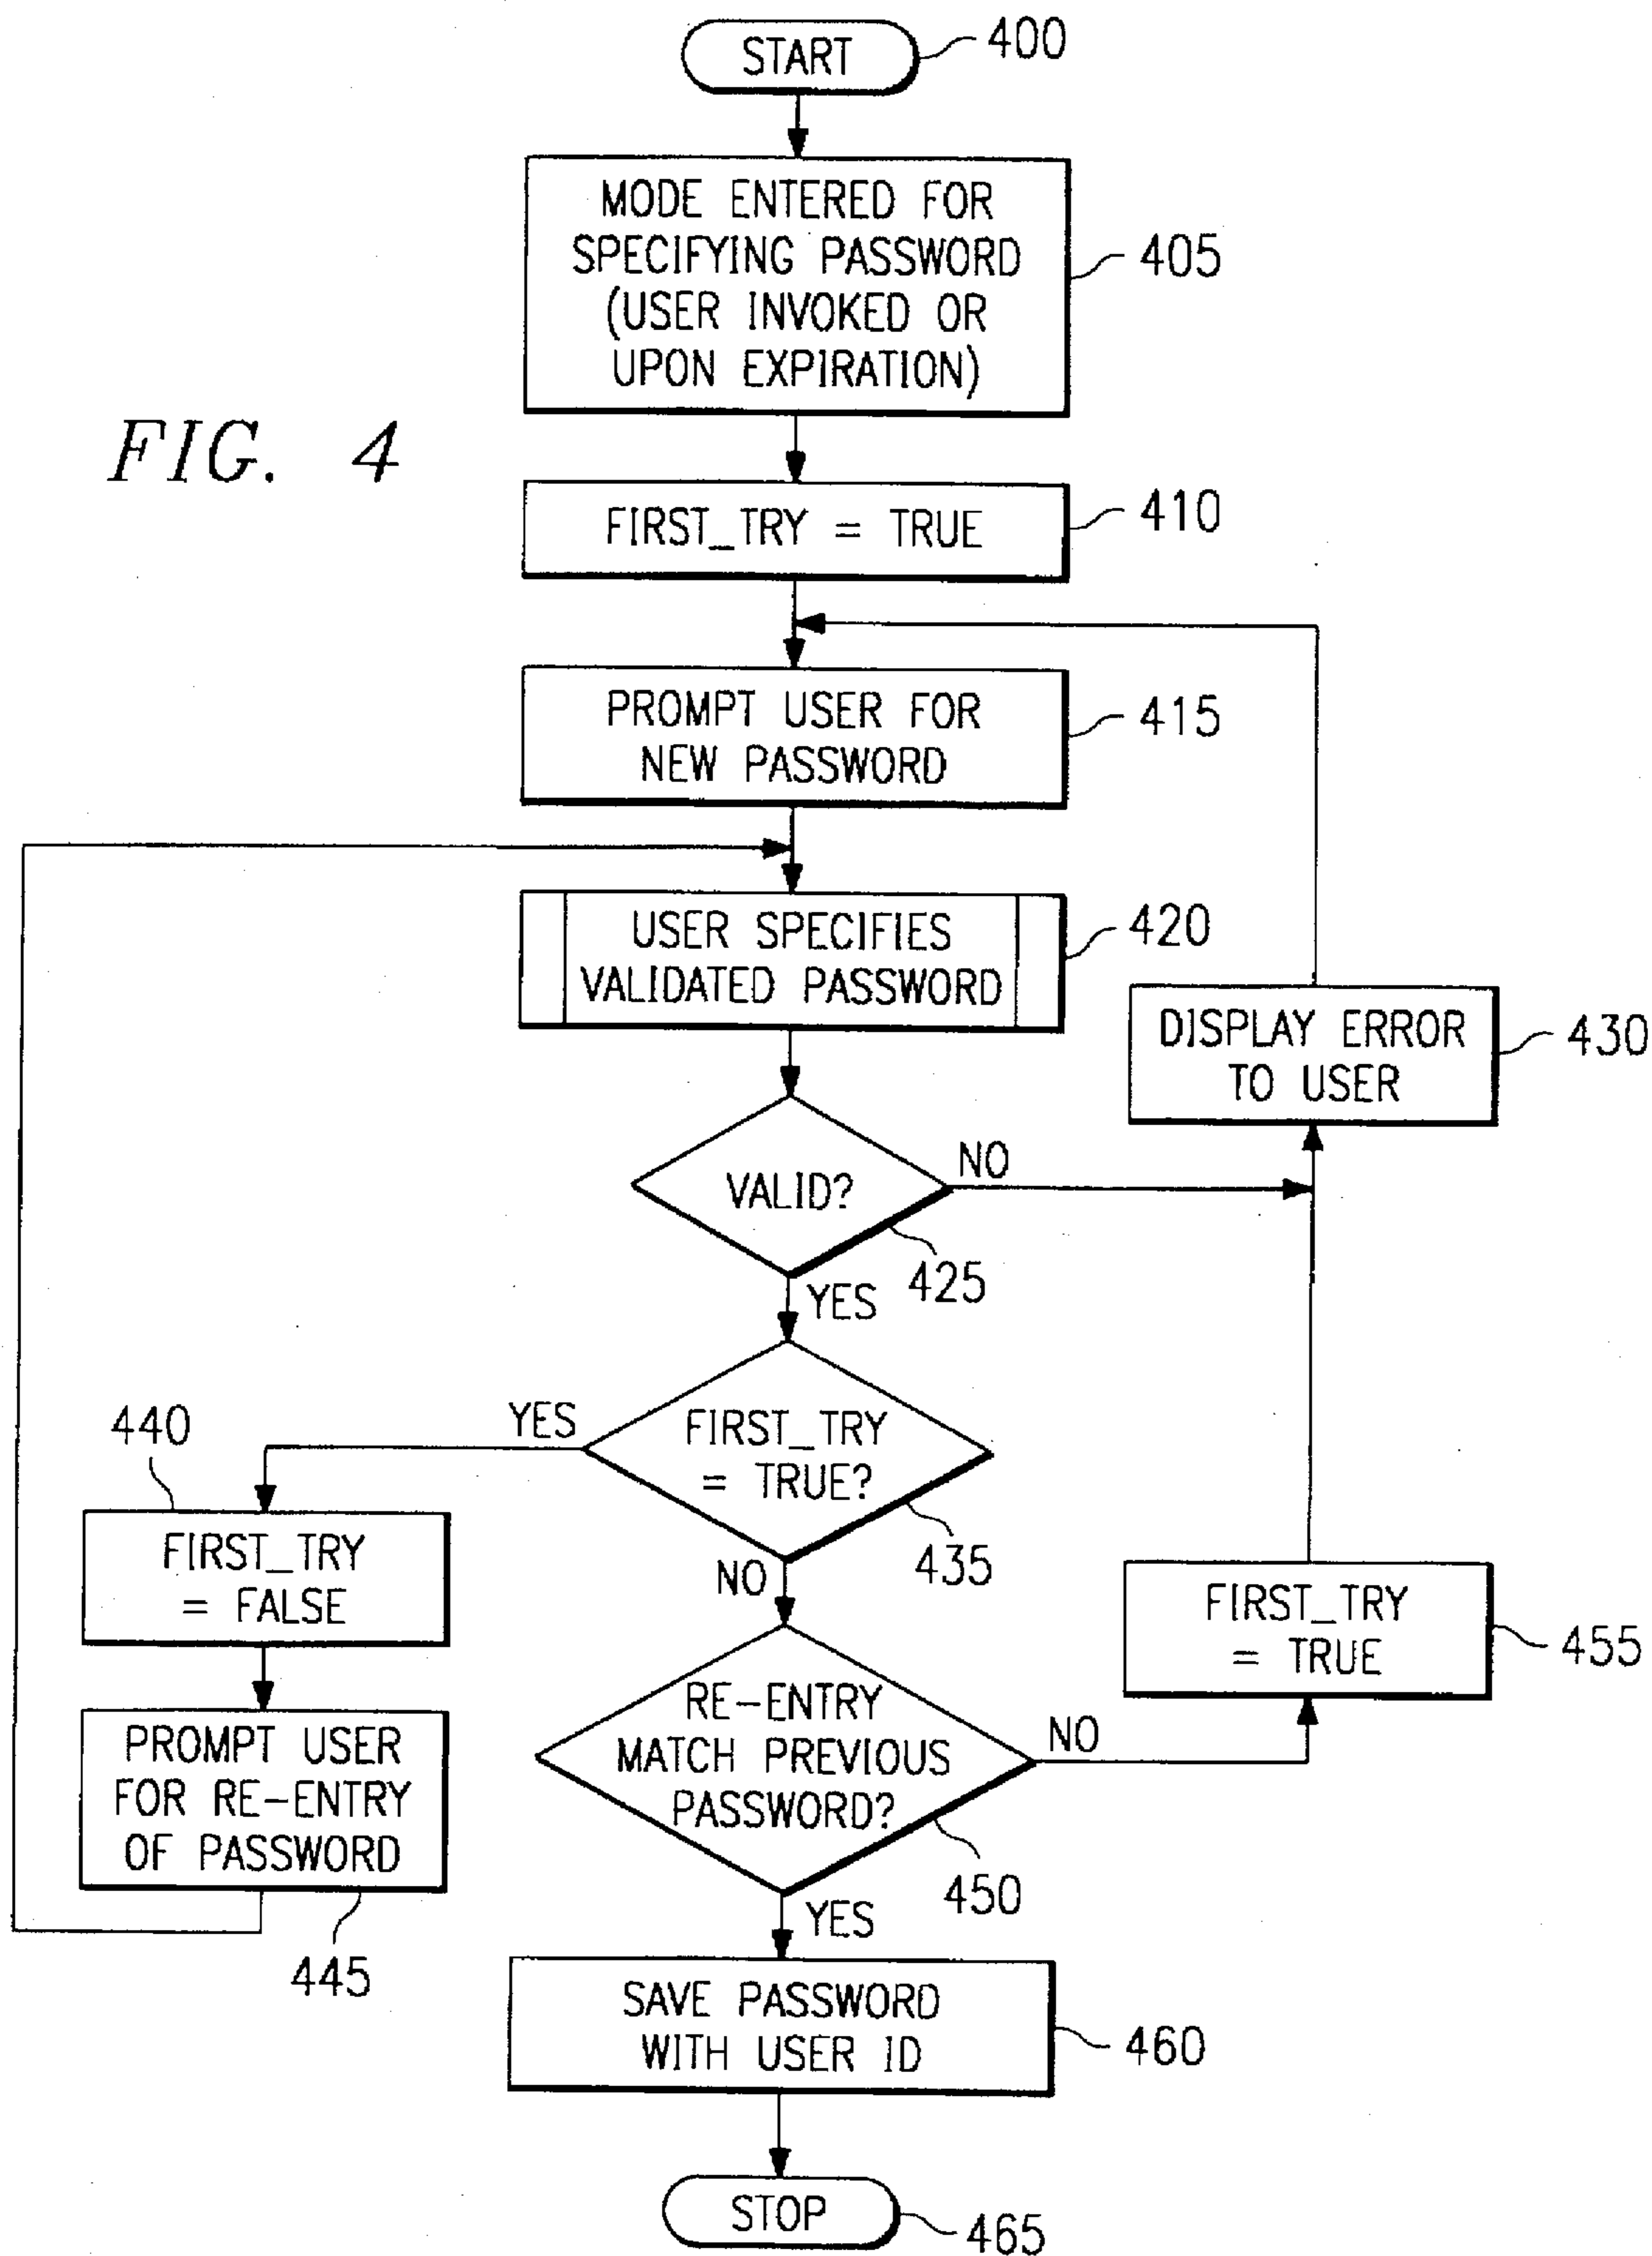 START
400
MODE ENTERED FOR
SPECIFYING PASSWORD
(USER INVOKED OR
UPON EXPIRATION)
405
FIG. 4
FIRST_TRY = TRUE
410
PROMPT USER FOR
NEW PASSWORD
415
USER SPECIFIES
VALIDATED PASSWORD
420
DISPLAY ERROR
TO USER
430
VALID?
NO
425
YES
FIRST_TRY
= TRUE?
YES
435
NO
440
FIRST_TRY
= FALSE
FIRST_TRY
= TRUE
455
PROMPT USER
FOR RE-ENTRY
OF PASSWORD
445
RE-ENTRY
MATCH PREVIOUS
PASSWORD?
NO
450
YES
SAVE PASSWORD
WITH USER ID
460
STOP
465